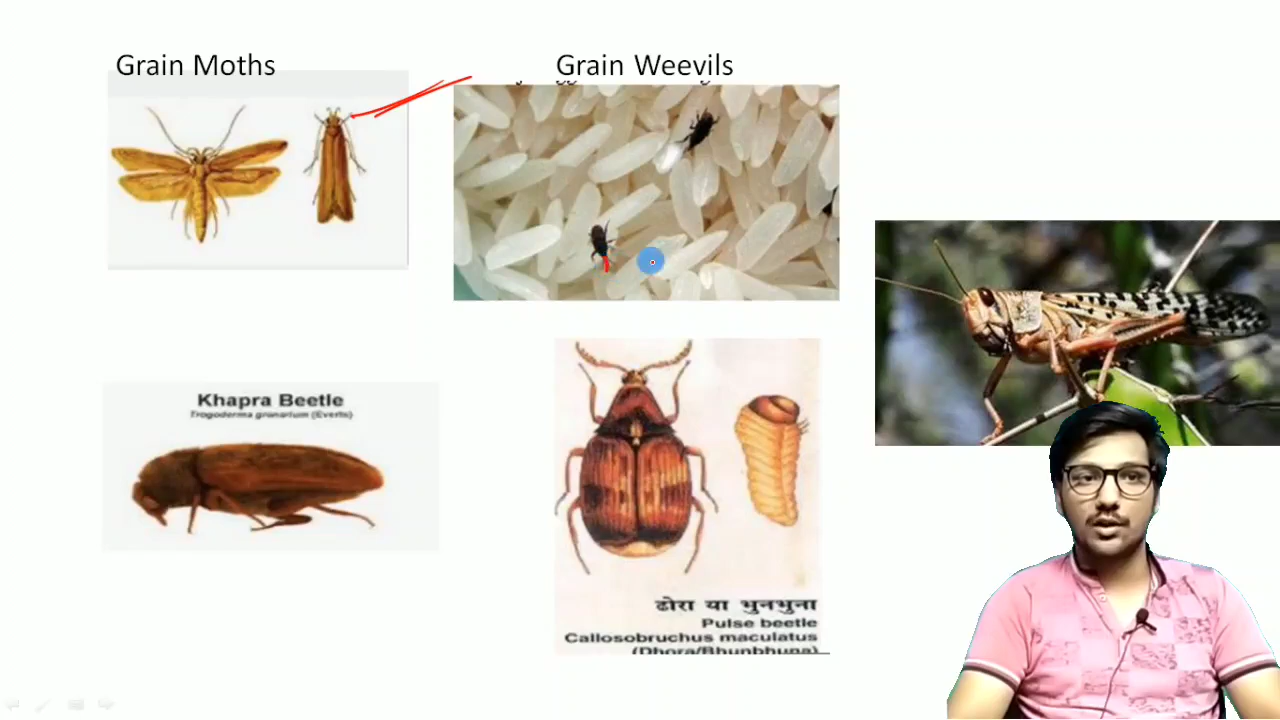 Grain Moths
Grain Weevils
Khapra Beetle
Trogoderma granarium (Everts)
ढोरा या भुनभुना
Pulse beetle
Callosobruchus maculatus
(Dhora/Bhunbhuna)